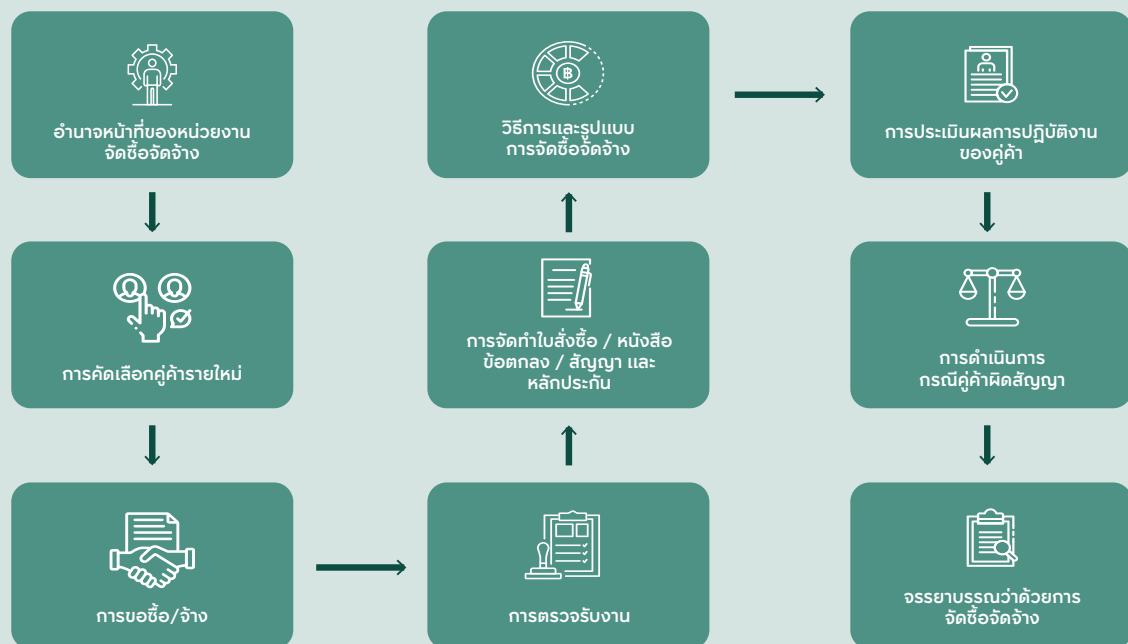 อำนาจหน้าที่ของหน่วยงาน
จัดซื้อจัดจ้าง
การคัดเลือกคู่ค้ารายใหม่
การขอซื้อ/จ้าง
การตรวจรับงาน
การจัดทำใบสั่งซื้อ / หนังสือ
ข้อตกลง / สัญญา และ
หลักประกัน
วิธีการและรูปแบบ
การจัดซื้อจัดจ้าง
฿
การประเมินผลการปฏิบัติงาน
ของคู่ค้า
การดำเนินการ
กรณีคู่ค้าผิดสัญญา
จรรยาบรรณว่าด้วยการ
จัดซื้อจัดจ้าง